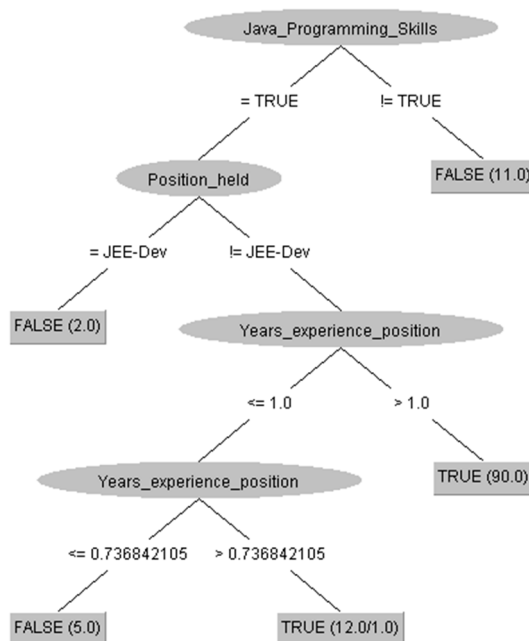 Java_Programming_Skills
= TRUE
!= TRUE
Position_held
FALSE (11.0)
= JEE-Dev
!= JEE-Dev
FALSE (2.0)
Years_experience_position
<= 1.0
> 1.0
Years_experience_position
TRUE (90.0)
<= 0.736842105
> 0.736842105
FALSE (5.0)
TRUE (12.0/1.0)